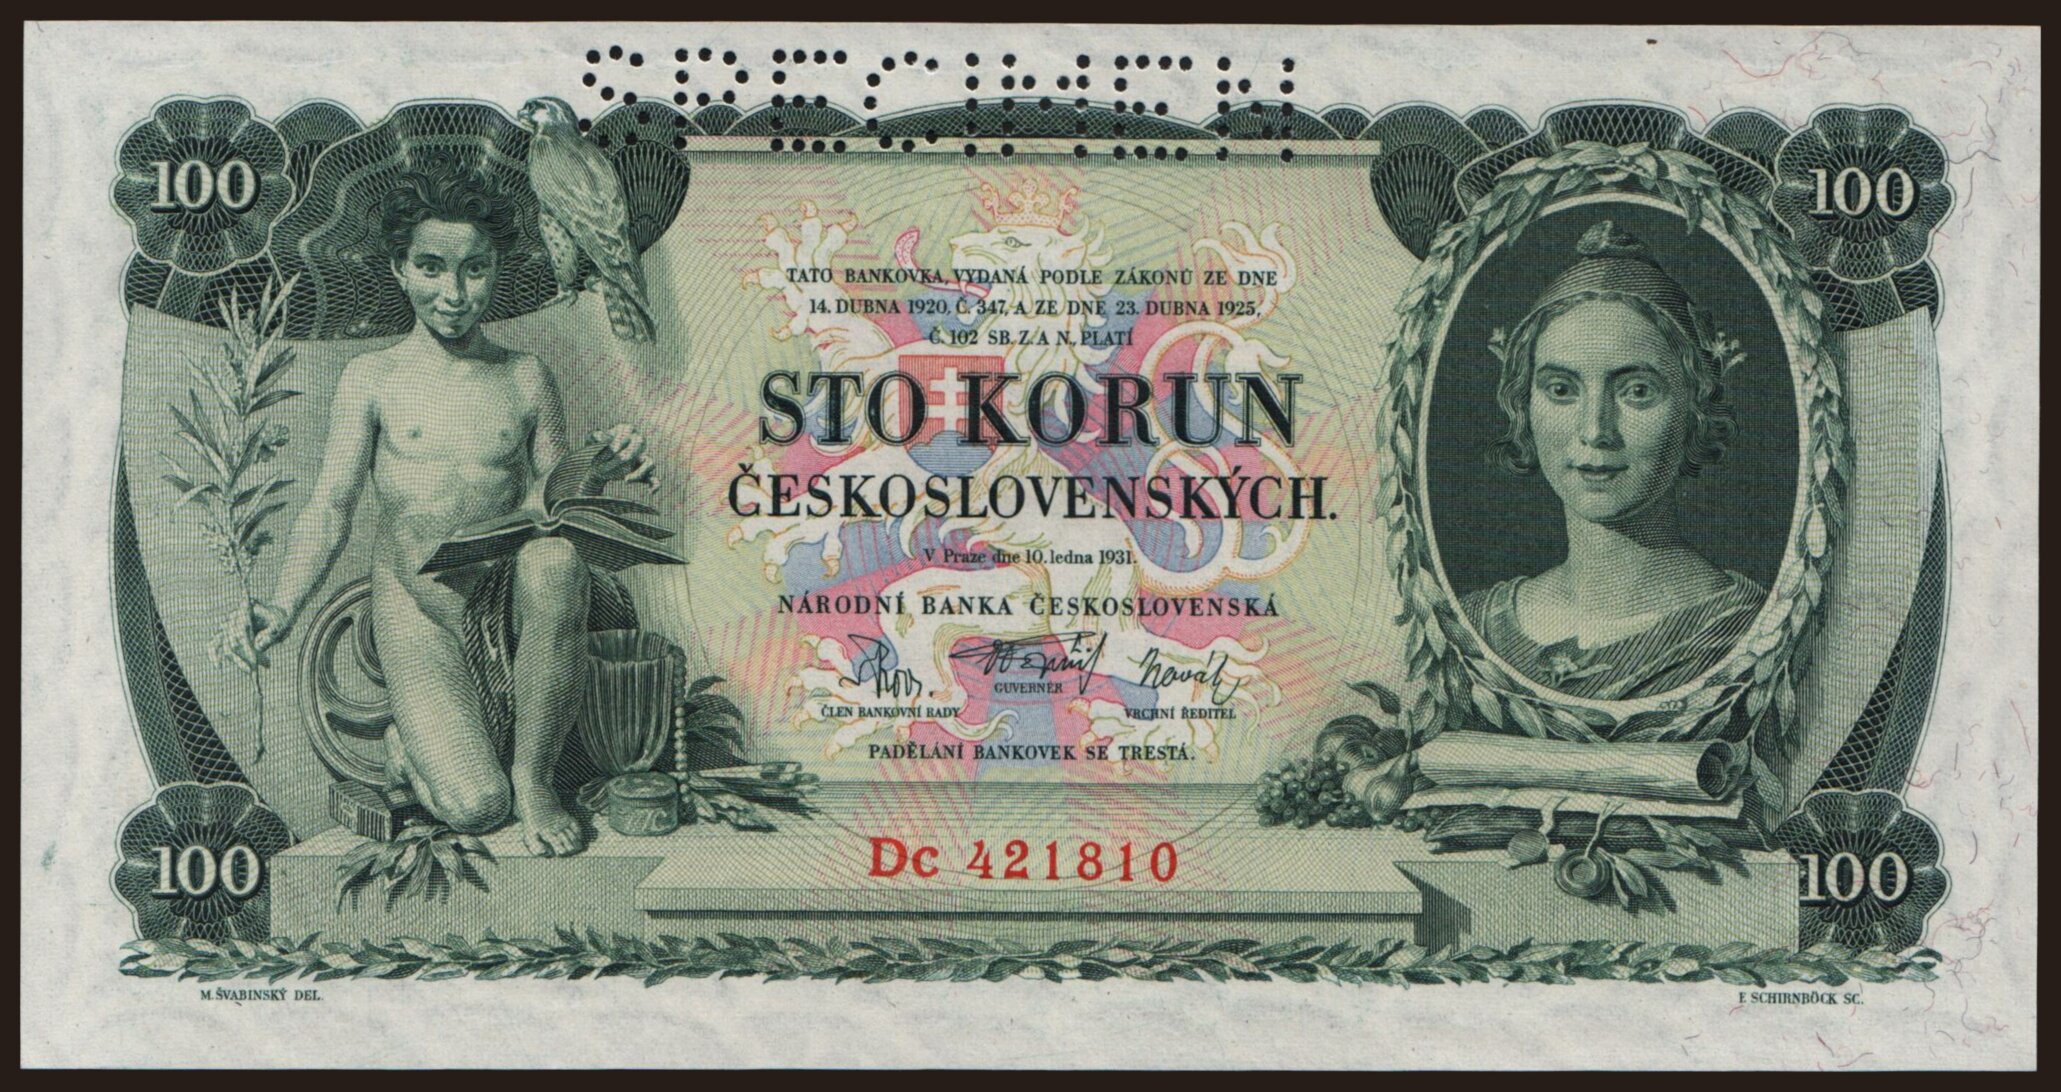 SPECIMEN
100
100
TATO BANKOVKA, VYDANÁ PODLE ZÁKONŮ ZE DNE
14. DUBNA 1920, Č. 347, A ZE DNE 23. DUBNA 1925,
Č. 102 SB. Z. A N., PLATÍ
STO KORUN
ČESKOSLOVENSKÝCH.
V Praze dne 10. ledna 1931.
NÁRODNÍ BANKA ČESKOSLOVENSKÁ
Novák
GUVERNÉR
ČLEN BANKOVNÍ RADY
VRCHNÍ ŘEDITEL
PADĚLÁNÍ BANKOVEK SE TRESTÁ.
Dc 421810
100
100
M. ŠVABINSKÝ DEL.
F. SCHIRNBÖCK SC.